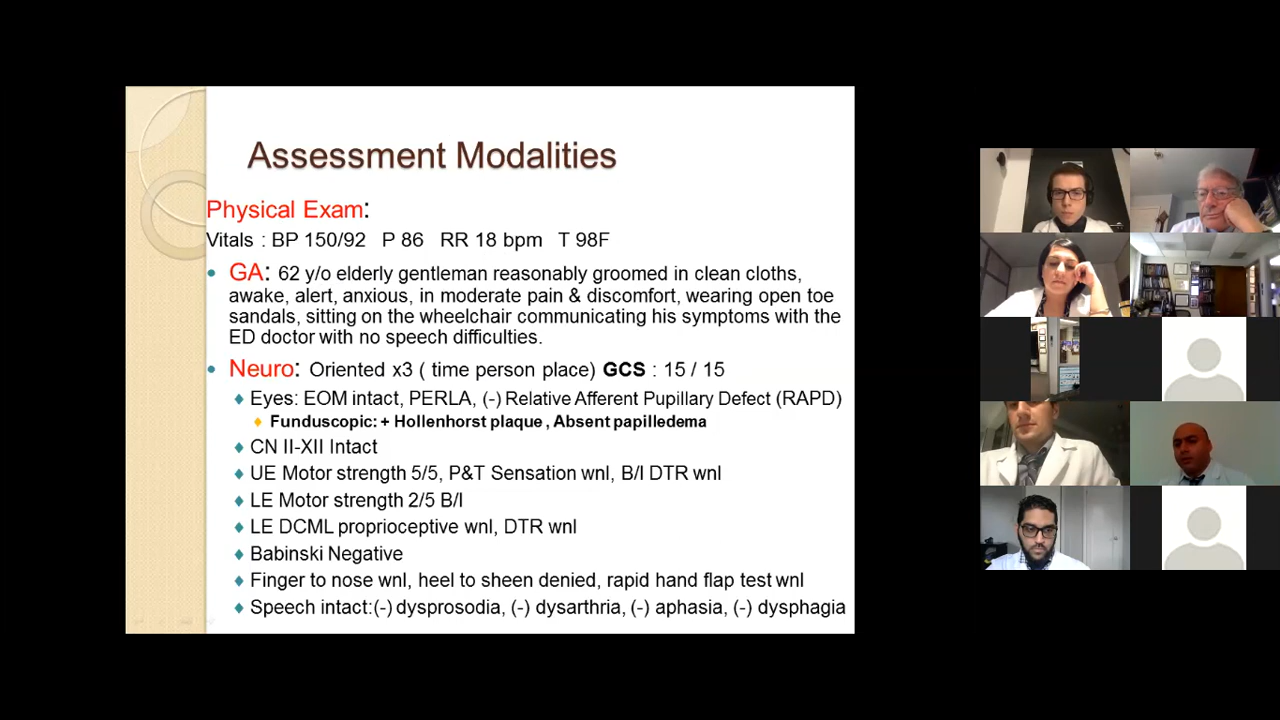 Assessment Modalities
Physical Exam:
Vitals : BP 150/92 P 86 RR 18 bpm T 98F
GA: 62 y/o elderly gentleman reasonably groomed in clean cloths,
awake, alert, anxious, in moderate pain & discomfort, wearing open toe
sandals, sitting on the wheelchair communicating his symptoms with the
ED doctor with no speech difficulties.
Neuro: Oriented x3 ( time person place) GCS : 15 / 15
Eyes: EOM intact, PERLA, (-) Relative Afferent Pupillary Defect (RAPD)
Funduscopic: + Hollenhorst plaque , Absent papilledema
CN II-XII Intact
UE Motor strength 5/5, P&T Sensation wnl, B/I DTR wnl
LE Motor strength 2/5 B/I
LE DCML proprioceptive wnl, DTR wnl
Babinski Negative
Finger to nose wnl, heel to sheen denied, rapid hand flap test wnl
Speech intact:(-) dysprosodia, (-) dysarthria, (-) aphasia, (-) dysphagia